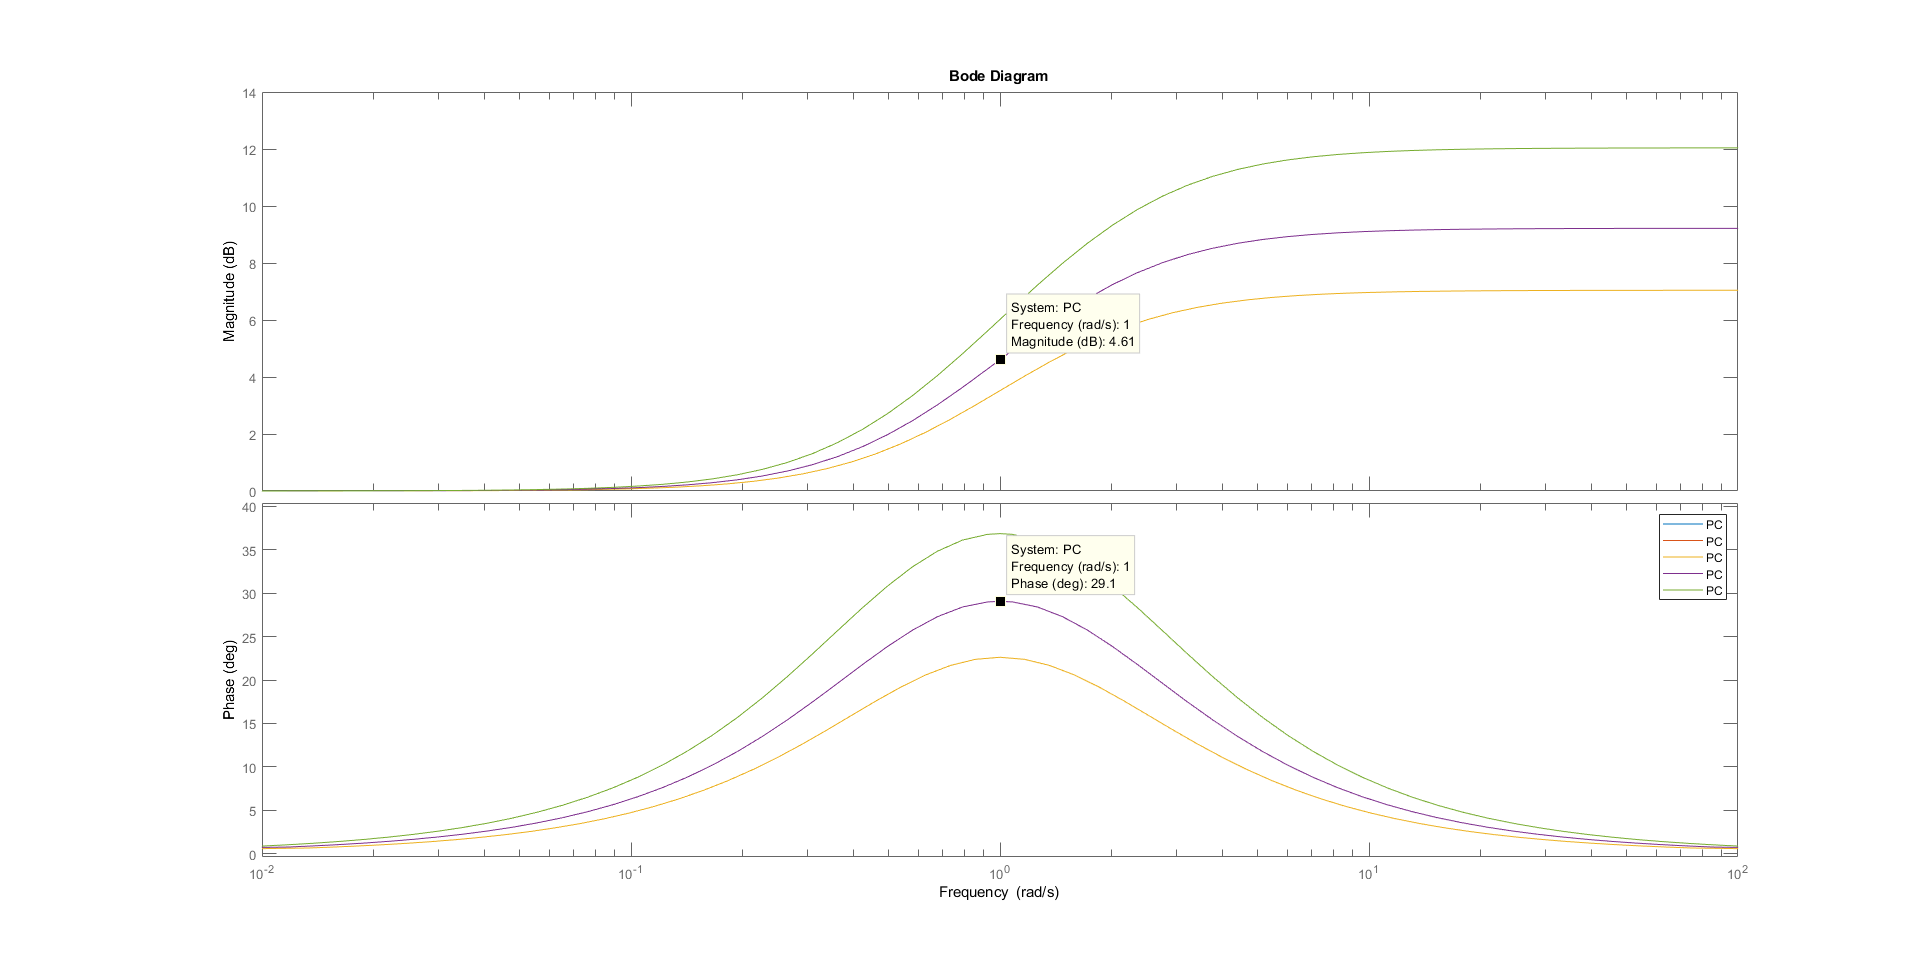 Bode Diagram
Magnitude (dB)
14
12
10
8
6
4
2
0
System: PC
Frequency (rad/s): 1
Magnitude (dB): 4.61
Phase (deg)
40
35
30
25
20
15
10
5
0
System: PC
Frequency (rad/s): 1
Phase (deg): 29.1
PC
PC
PC
PC
PC
10^-2 10^-1 10^0 10^1 10^2
Frequency (rad/s)